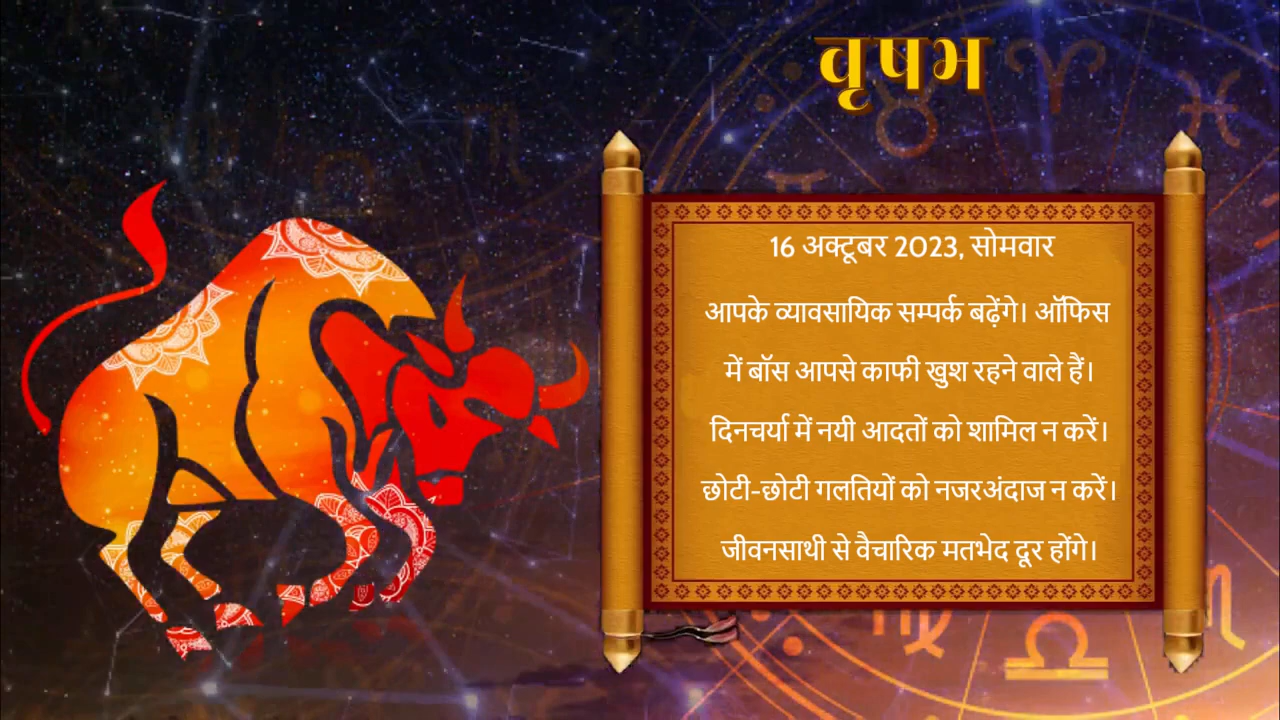 वृषभ
16 अक्टूबर 2023, सोमवार
आपके व्यावसायिक सम्पर्क बढ़ेंगे। ऑफिस
में बॉस आपसे काफी खुश रहने वाले हैं।
दिनचर्या में नयी आदतों को शामिल न करें।
छोटी-छोटी गलतियों को नजरअंदाज न करें।
जीवनसाथी से वैचारिक मतभेद दूर होंगे।